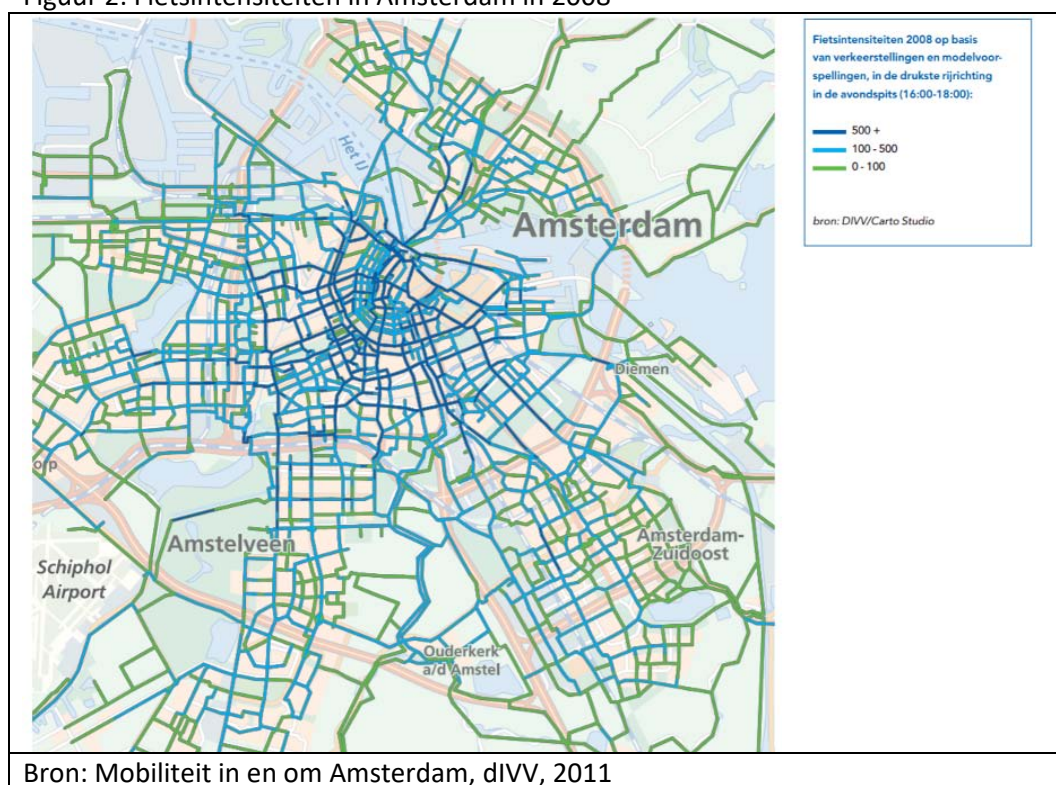 Figuur 2: Fietsintensiteiten in Amsterdam in 2008
Fietsintensiteiten 2008 op basis
van verkeerstellingen en modelvoor-
spellingen, in de drukste rijrichting
in de avondspits (16:00-18:00):
500 +
100 - 500
0 - 100
bron: DIVV/Carto Studio
Het IJ
Amsterdam
Diemen
orp
Amstelveen
Amsterdam-
Zuidoost
Schiphol
Airport
Ouderkerk
a/d Amstel
Bron: Mobiliteit in en om Amsterdam, dIVV, 2011